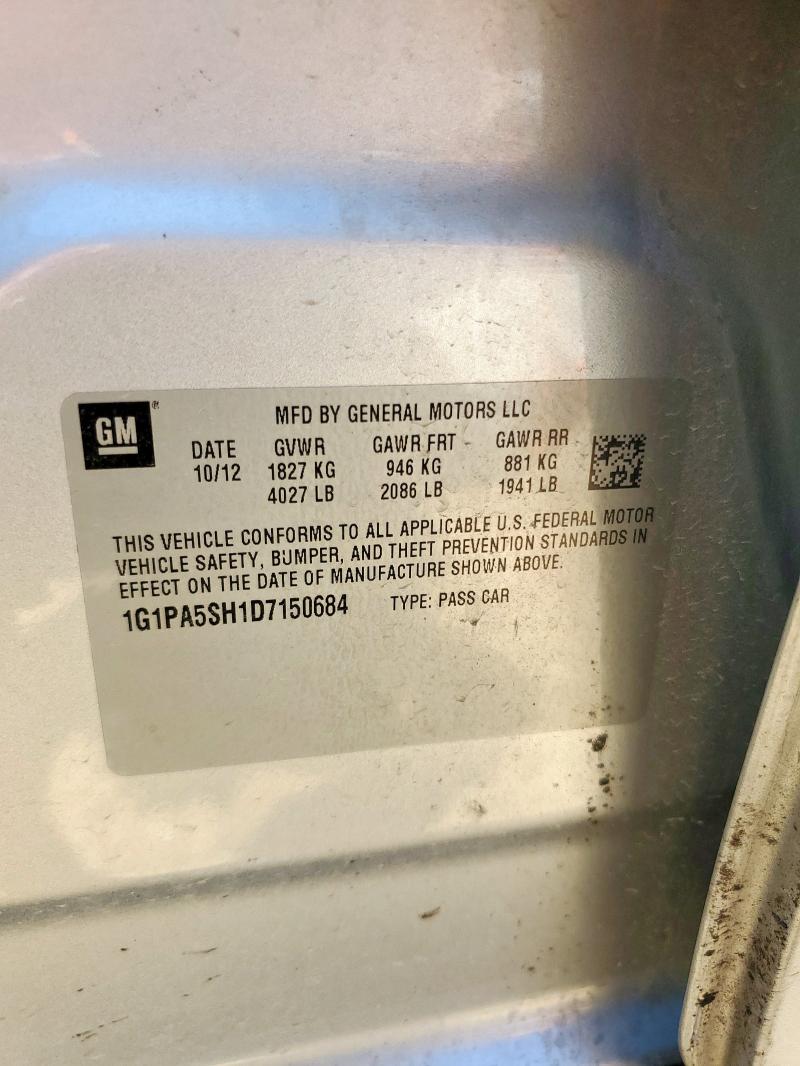 GM® MFD BY GENERAL MOTORS LLC
DATE GVWR GAWR FRT GAWR RR
10/12 1827 KG 946 KG 881 KG
4027 LB 2086 LB 1941 LB
THIS VEHICLE CONFORMS TO ALL APPLICABLE U.S. FEDERAL MOTOR
VEHICLE SAFETY, BUMPER, AND THEFT PREVENTION STANDARDS IN
EFFECT ON THE DATE OF MANUFACTURE SHOWN ABOVE.
1G1PA5SH1D7150684 TYPE: PASS CAR